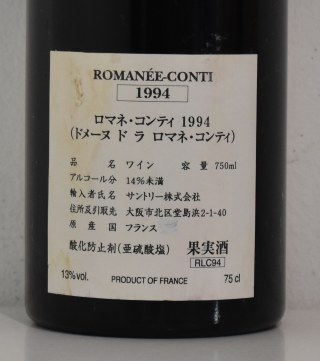 ROMANÉE-CONTI
1994
ロマネ・コンティ 1994
(ドメーヌ ド ラ ロマネ・コンティ)
品 名 ワイン 容 量 750ml
アルコール分 14%未満
輸入者氏名 サントリー株式会社
住所及引取先 大阪市北区堂島浜2-1-40
原産国 フランス
酸化防止剤(亜硫酸塩) 果実酒
RLC94
13%vol. PRODUCT OF FRANCE 75 cl